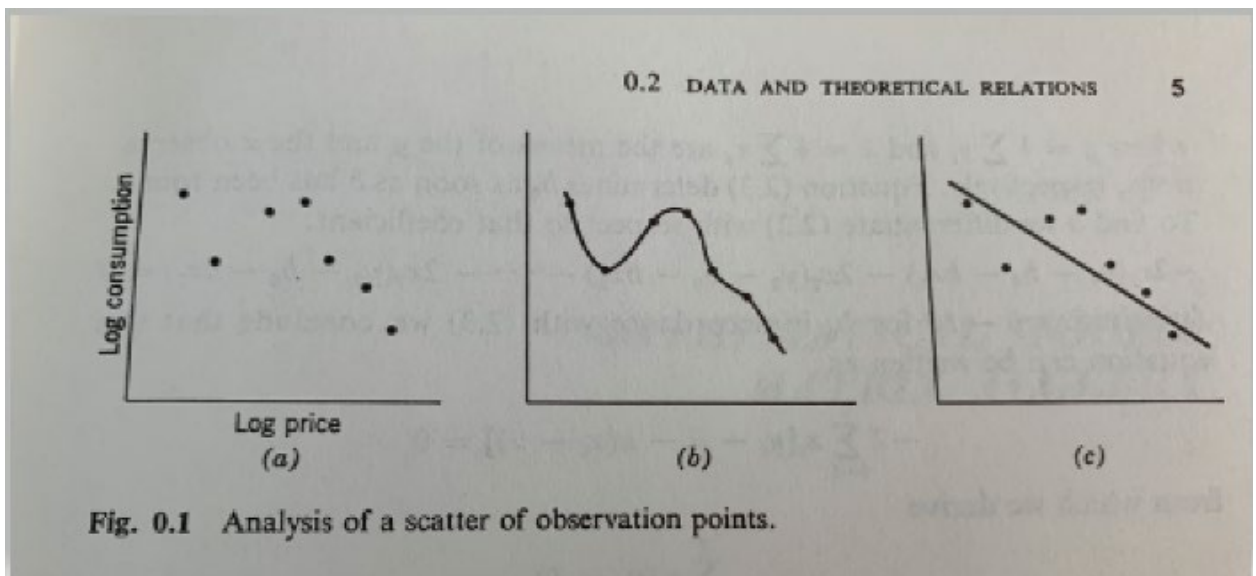 0.2 DATA AND THEORETICAL RELATIONS 5
Log consumption
Log price
(a)
(b)
(c)
Fig. 0.1 Analysis of a scatter of observation points.